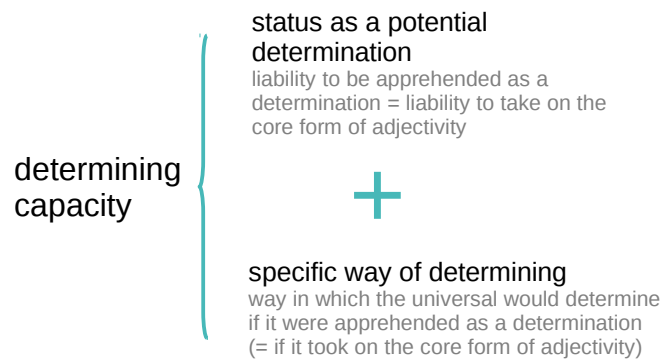 status as a potential
determination
liability to be apprehended as a
determination = liability to take on the
core form of adjectivity
determining
capacity
+
specific way of determining
way in which the universal would determine
if it were apprehended as a determination
(= if it took on the core form of adjectivity)